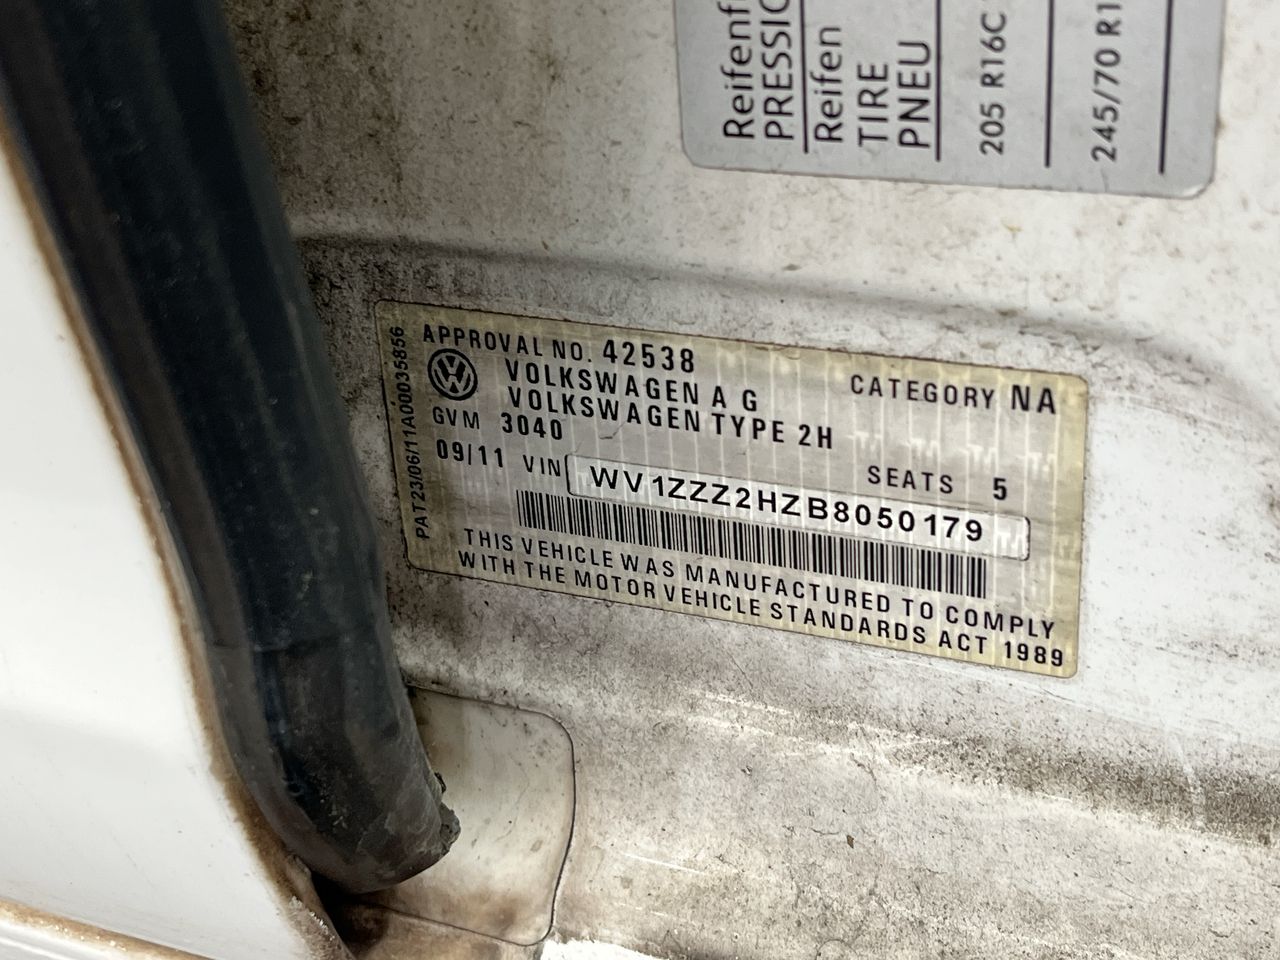 Reifenf
PRESSIO
Reifen
TIRE
PNEU
205 R16C
245/70 R1
PAT23/06/11A00035856
APPROVAL NO. 42538
CATEGORY NA
VOLKSWAGEN A G
VOLKSWAGEN TYPE 2H
GVM 3040
SEATS 5
09/11 VIN WV1ZZZ2HZB8050179
THIS VEHICLE WAS MANUFACTURED TO COMPLY
WITH THE MOTOR VEHICLE STANDARDS ACT 1989